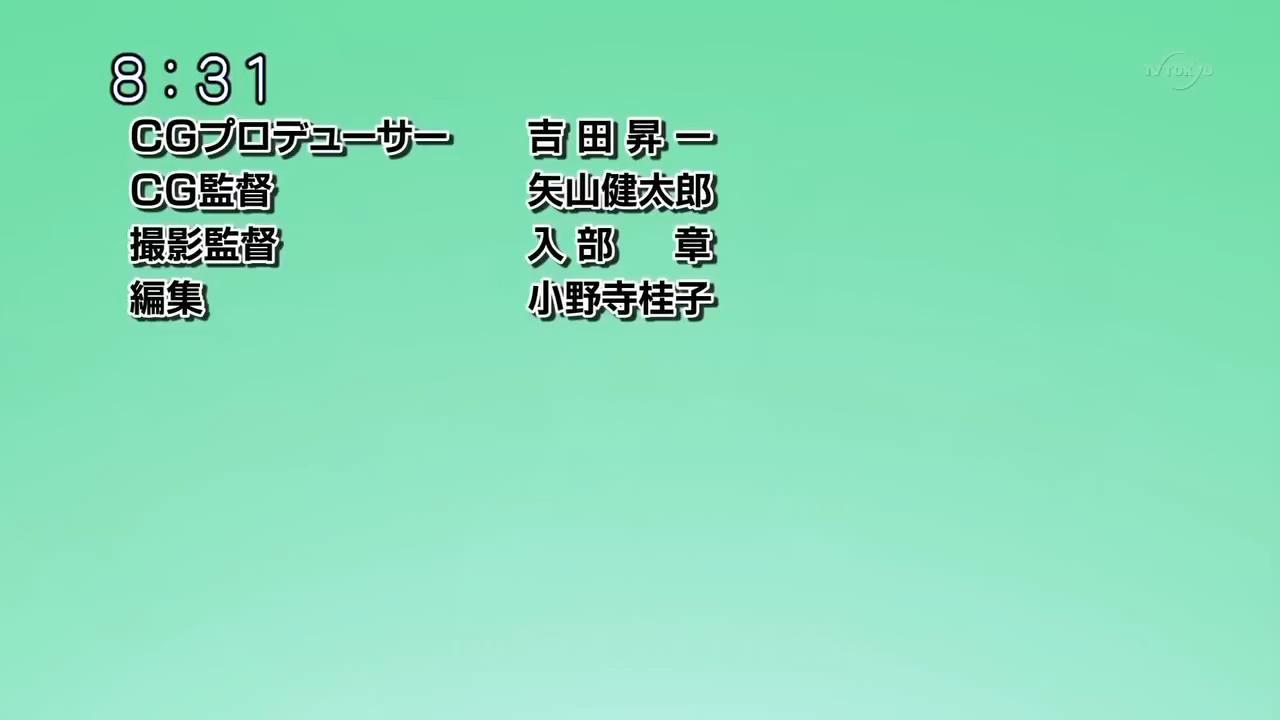 8:31
TV TOKYO
CGプロデューサー 吉田昇一
CG監督 矢山健太郎
撮影監督 入部 章
編集 小野寺桂子